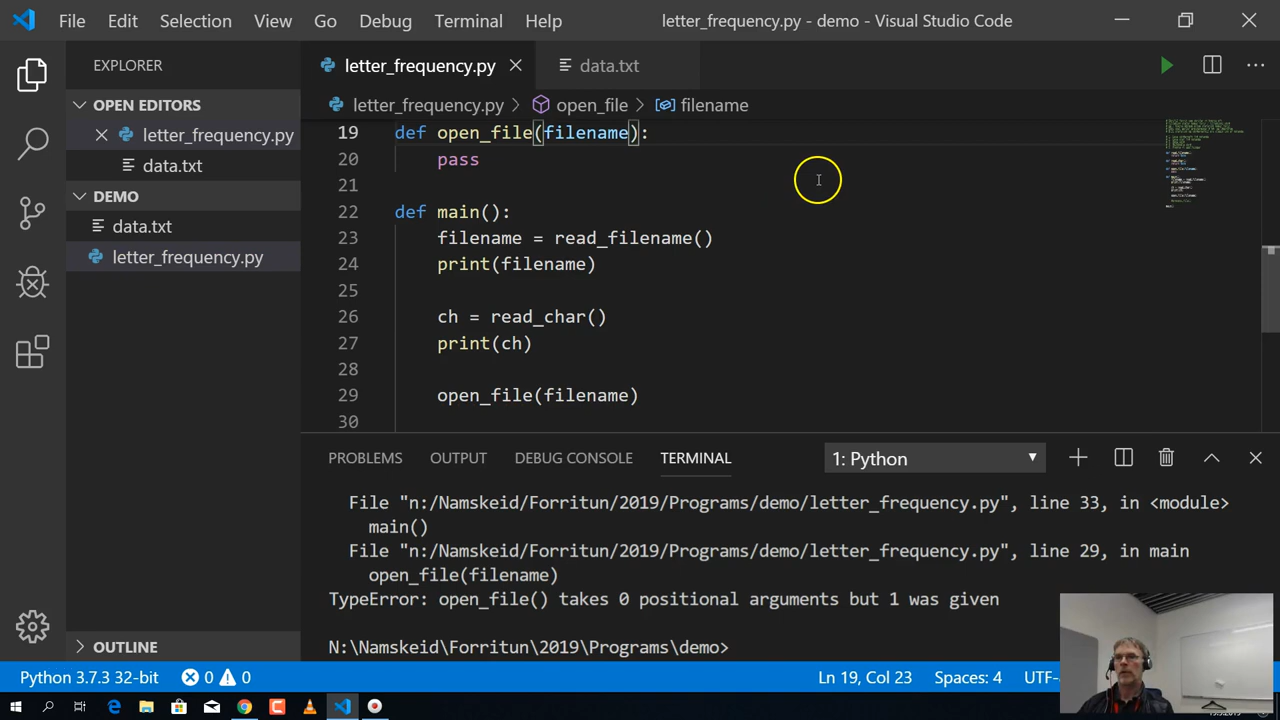 File Edit Selection View Go Debug Terminal Help letter_frequency.py - demo - Visual Studio Code
EXPLORER
OPEN EDITORS
letter_frequency.py
data.txt
DEMO
data.txt
letter_frequency.py
OUTLINE
letter_frequency.py data.txt
letter_frequency.py > open_file > filename
19 def open_file(filename):
20 pass
21
22 def main():
23 filename = read_filename()
24 print(filename)
25
26 ch = read_char()
27 print(ch)
28
29 open_file(filename)
30
PROBLEMS OUTPUT DEBUG CONSOLE TERMINAL 1: Python
File "n:/Namskeid/Forritun/2019/Programs/demo/letter_frequency.py", line 33, in <module>
main()
File "n:/Namskeid/Forritun/2019/Programs/demo/letter_frequency.py", line 29, in main
open_file(filename)
TypeError: open_file() takes 0 positional arguments but 1 was given
N:\Namskeid\Forritun\2019\Programs\demo>
Python 3.7.3 32-bit 0 0 Ln 19, Col 23 Spaces: 4 UTF-